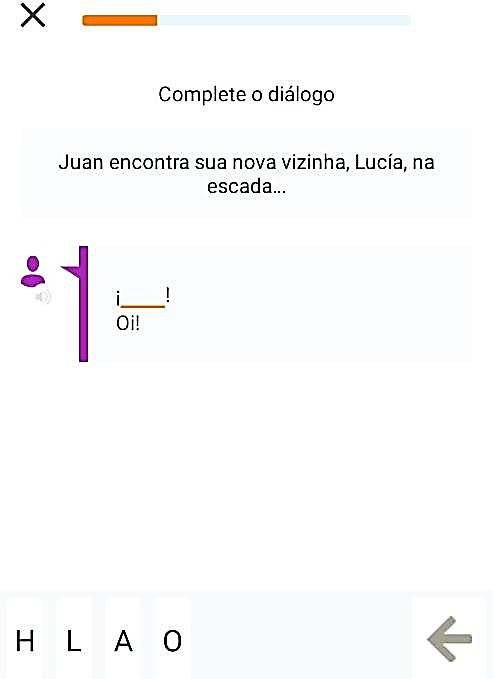 Complete o diálogo
Juan encontra sua nova vizinha, Lucía, na
escada...
¡____!
Oi!
H L A O